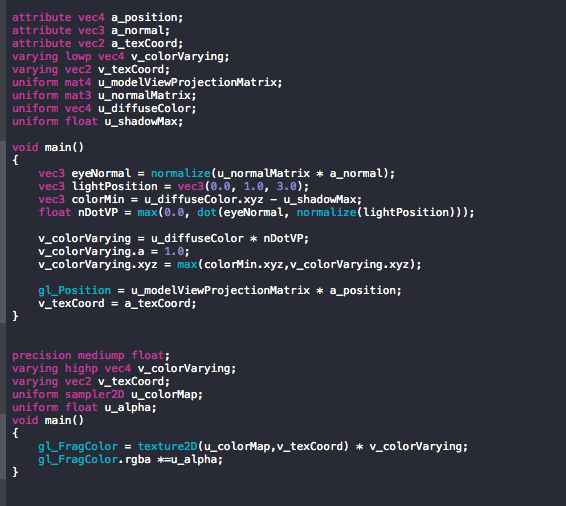 attribute vec4 a_position;
attribute vec3 a_normal;
attribute vec2 a_texCoord;
varying lowp vec4 v_colorVarying;
varying vec2 v_texCoord;
uniform mat4 u_modelViewProjectionMatrix;
uniform mat3 u_normalMatrix;
uniform vec4 u_diffuseColor;
uniform float u_shadowMax;

void main()
{
    vec3 eyeNormal = normalize(u_normalMatrix * a_normal);
    vec3 lightPosition = vec3(0.0, 1.0, 3.0);
    vec3 colorMin = u_diffuseColor.xyz - u_shadowMax;
    float nDotVP = max(0.0, dot(eyeNormal, normalize(lightPosition)));

    v_colorVarying = u_diffuseColor * nDotVP;
    v_colorVarying.a = 1.0;
    v_colorVarying.xyz = max(colorMin.xyz,v_colorVarying.xyz);

    gl_Position = u_modelViewProjectionMatrix * a_position;
    v_texCoord = a_texCoord;
}


precision mediump float;
varying highp vec4 v_colorVarying;
varying vec2 v_texCoord;
uniform sampler2D u_colorMap;
uniform float u_alpha;
void main()
{
    gl_FragColor = texture2D(u_colorMap,v_texCoord) * v_colorVarying;
    gl_FragColor.rgba *=u_alpha;
}